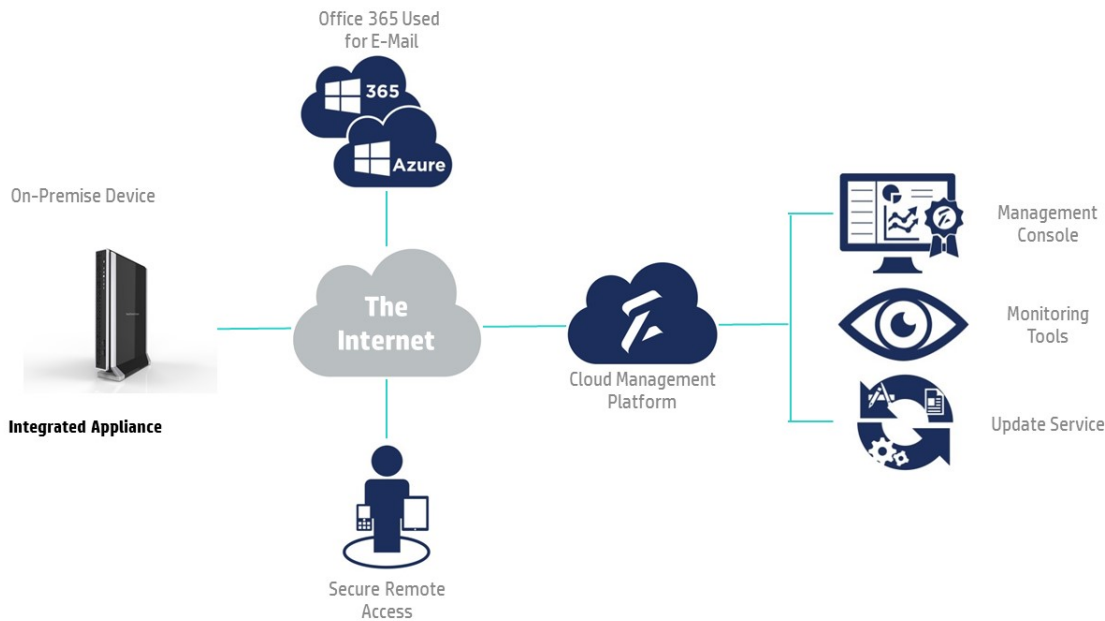 Office 365 Used
for E-Mail
365
Azure
On-Premise Device
The
Internet
Integrated Appliance
Cloud Management
Platform
Management
Console
Monitoring
Tools
Update Service
Secure Remote
Access